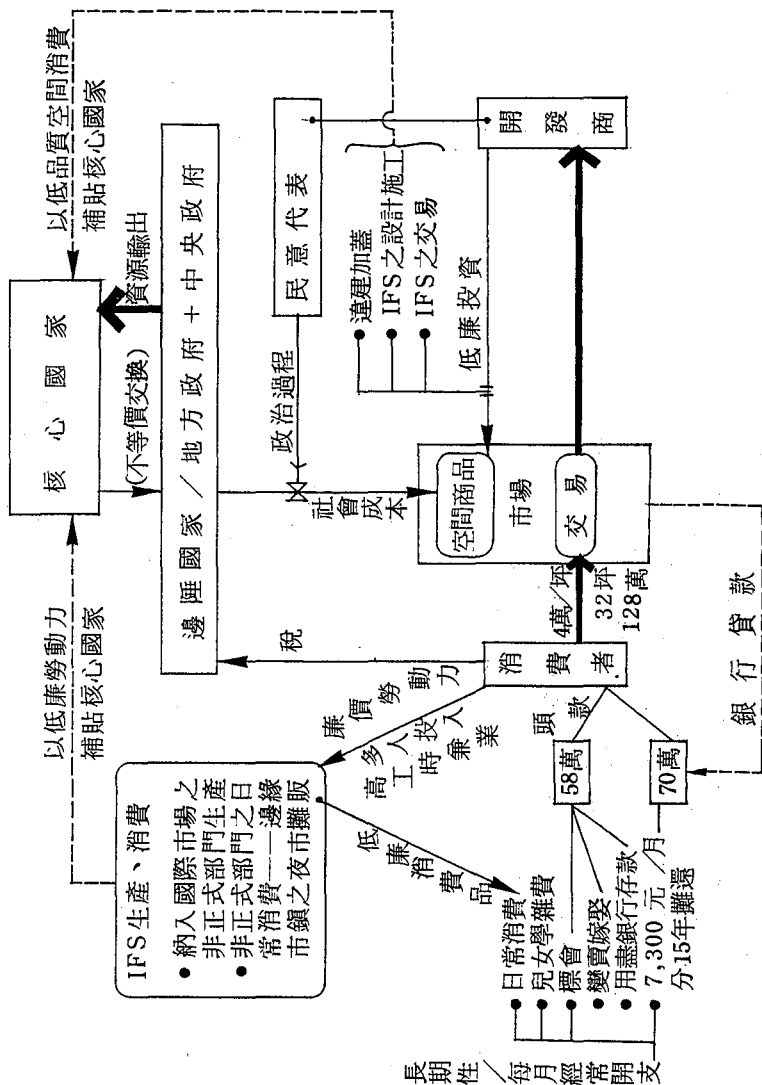 以低廉勞動力
補貼核心國家
核心國家
以低品質空間消費
補貼核心國家
(不等價交換)
資源輸出
邊陲國家／地方政府＋中央政府
IFS生產、消費
● 納入國際市場之
非正式部門生產
● 非正式部門之日
常消費——邊緣
市鎮之夜市攤販
稅
社會成本
政治過程
民意代表
● 違建加蓋
● IFS之設計施工
● IFS之交易
廉價勞動力
多人投入
高工時兼業
低廉消費品
消費者
4萬/坪
32坪
128萬
空間商品
市場
交易
低廉投資
開發商
頭款
58萬
70萬
銀行貸款
長期性／每月經常開支
● 日常消費
● 兒女學雜費
● 標會
● 變賣嫁娶
● 用盡銀行存款
● 7,300元／月
分15年攤還